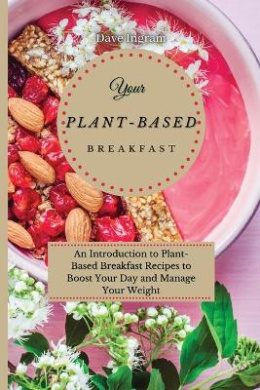 Dave Ingram
Your
PLANT-BASED
BREAKFAST
An Introduction to Plant-
Based Breakfast Recipes to
Boost Your Day and Manage
Your Weight